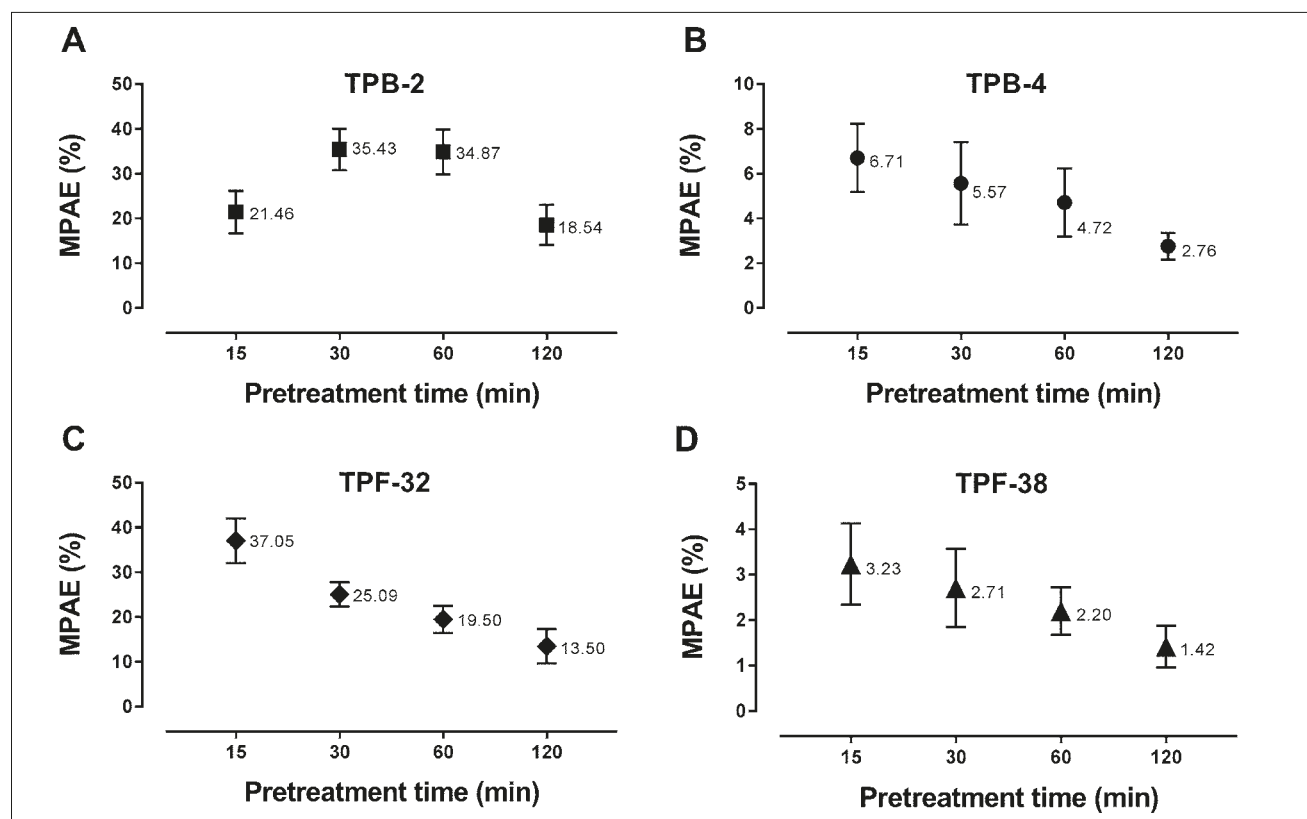 A
TPB-2
MPAE (%)
50
40
30
20
10
0
21.46
35.43
34.87
18.54
15 30 60 120
Pretreatment time (min)
B
TPB-4
MPAE (%)
10
8
6
4
2
0
6.71
5.57
4.72
2.76
15 30 60 120
Pretreatment time (min)
C
TPF-32
MPAE (%)
50
40
30
20
10
0
37.05
25.09
19.50
13.50
15 30 60 120
Pretreatment time (min)
D
TPF-38
MPAE (%)
5
4
3
2
1
0
3.23
2.71
2.20
1.42
15 30 60 120
Pretreatment time (min)